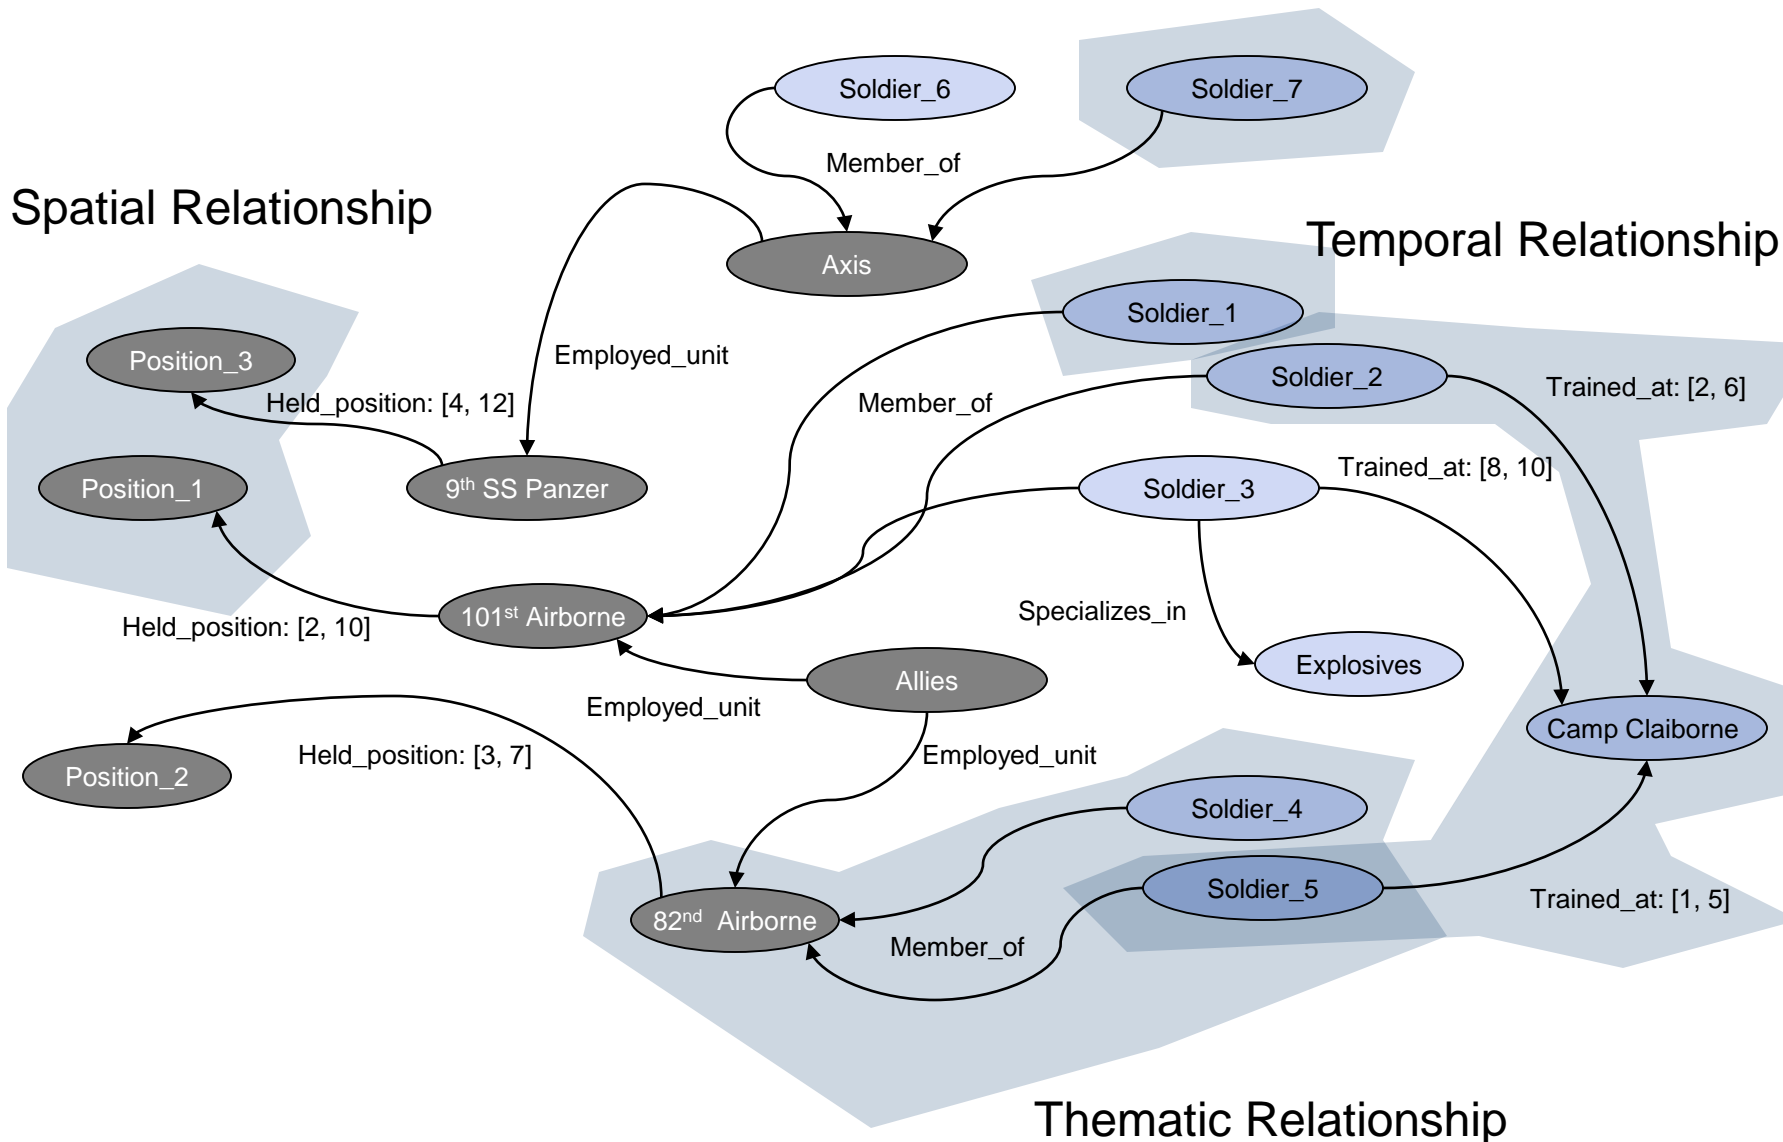 Soldier_6
Soldier_7
Member_of
Spatial Relationship
Temporal Relationship
Axis
Soldier_1
Position_3
Employed_unit
Soldier_2
Trained_at: [2, 6]
Held_position: [4, 12]
Member_of
Position_1
9th SS Panzer
Soldier_3
Trained_at: [8, 10]
101st Airborne
Held_position: [2, 10]
Specializes_in
Explosives
Allies
Employed_unit
Camp Claiborne
Held_position: [3, 7]
Employed_unit
Position_2
Soldier_4
Soldier_5
Trained_at: [1, 5]
82nd Airborne
Member_of
Thematic Relationship